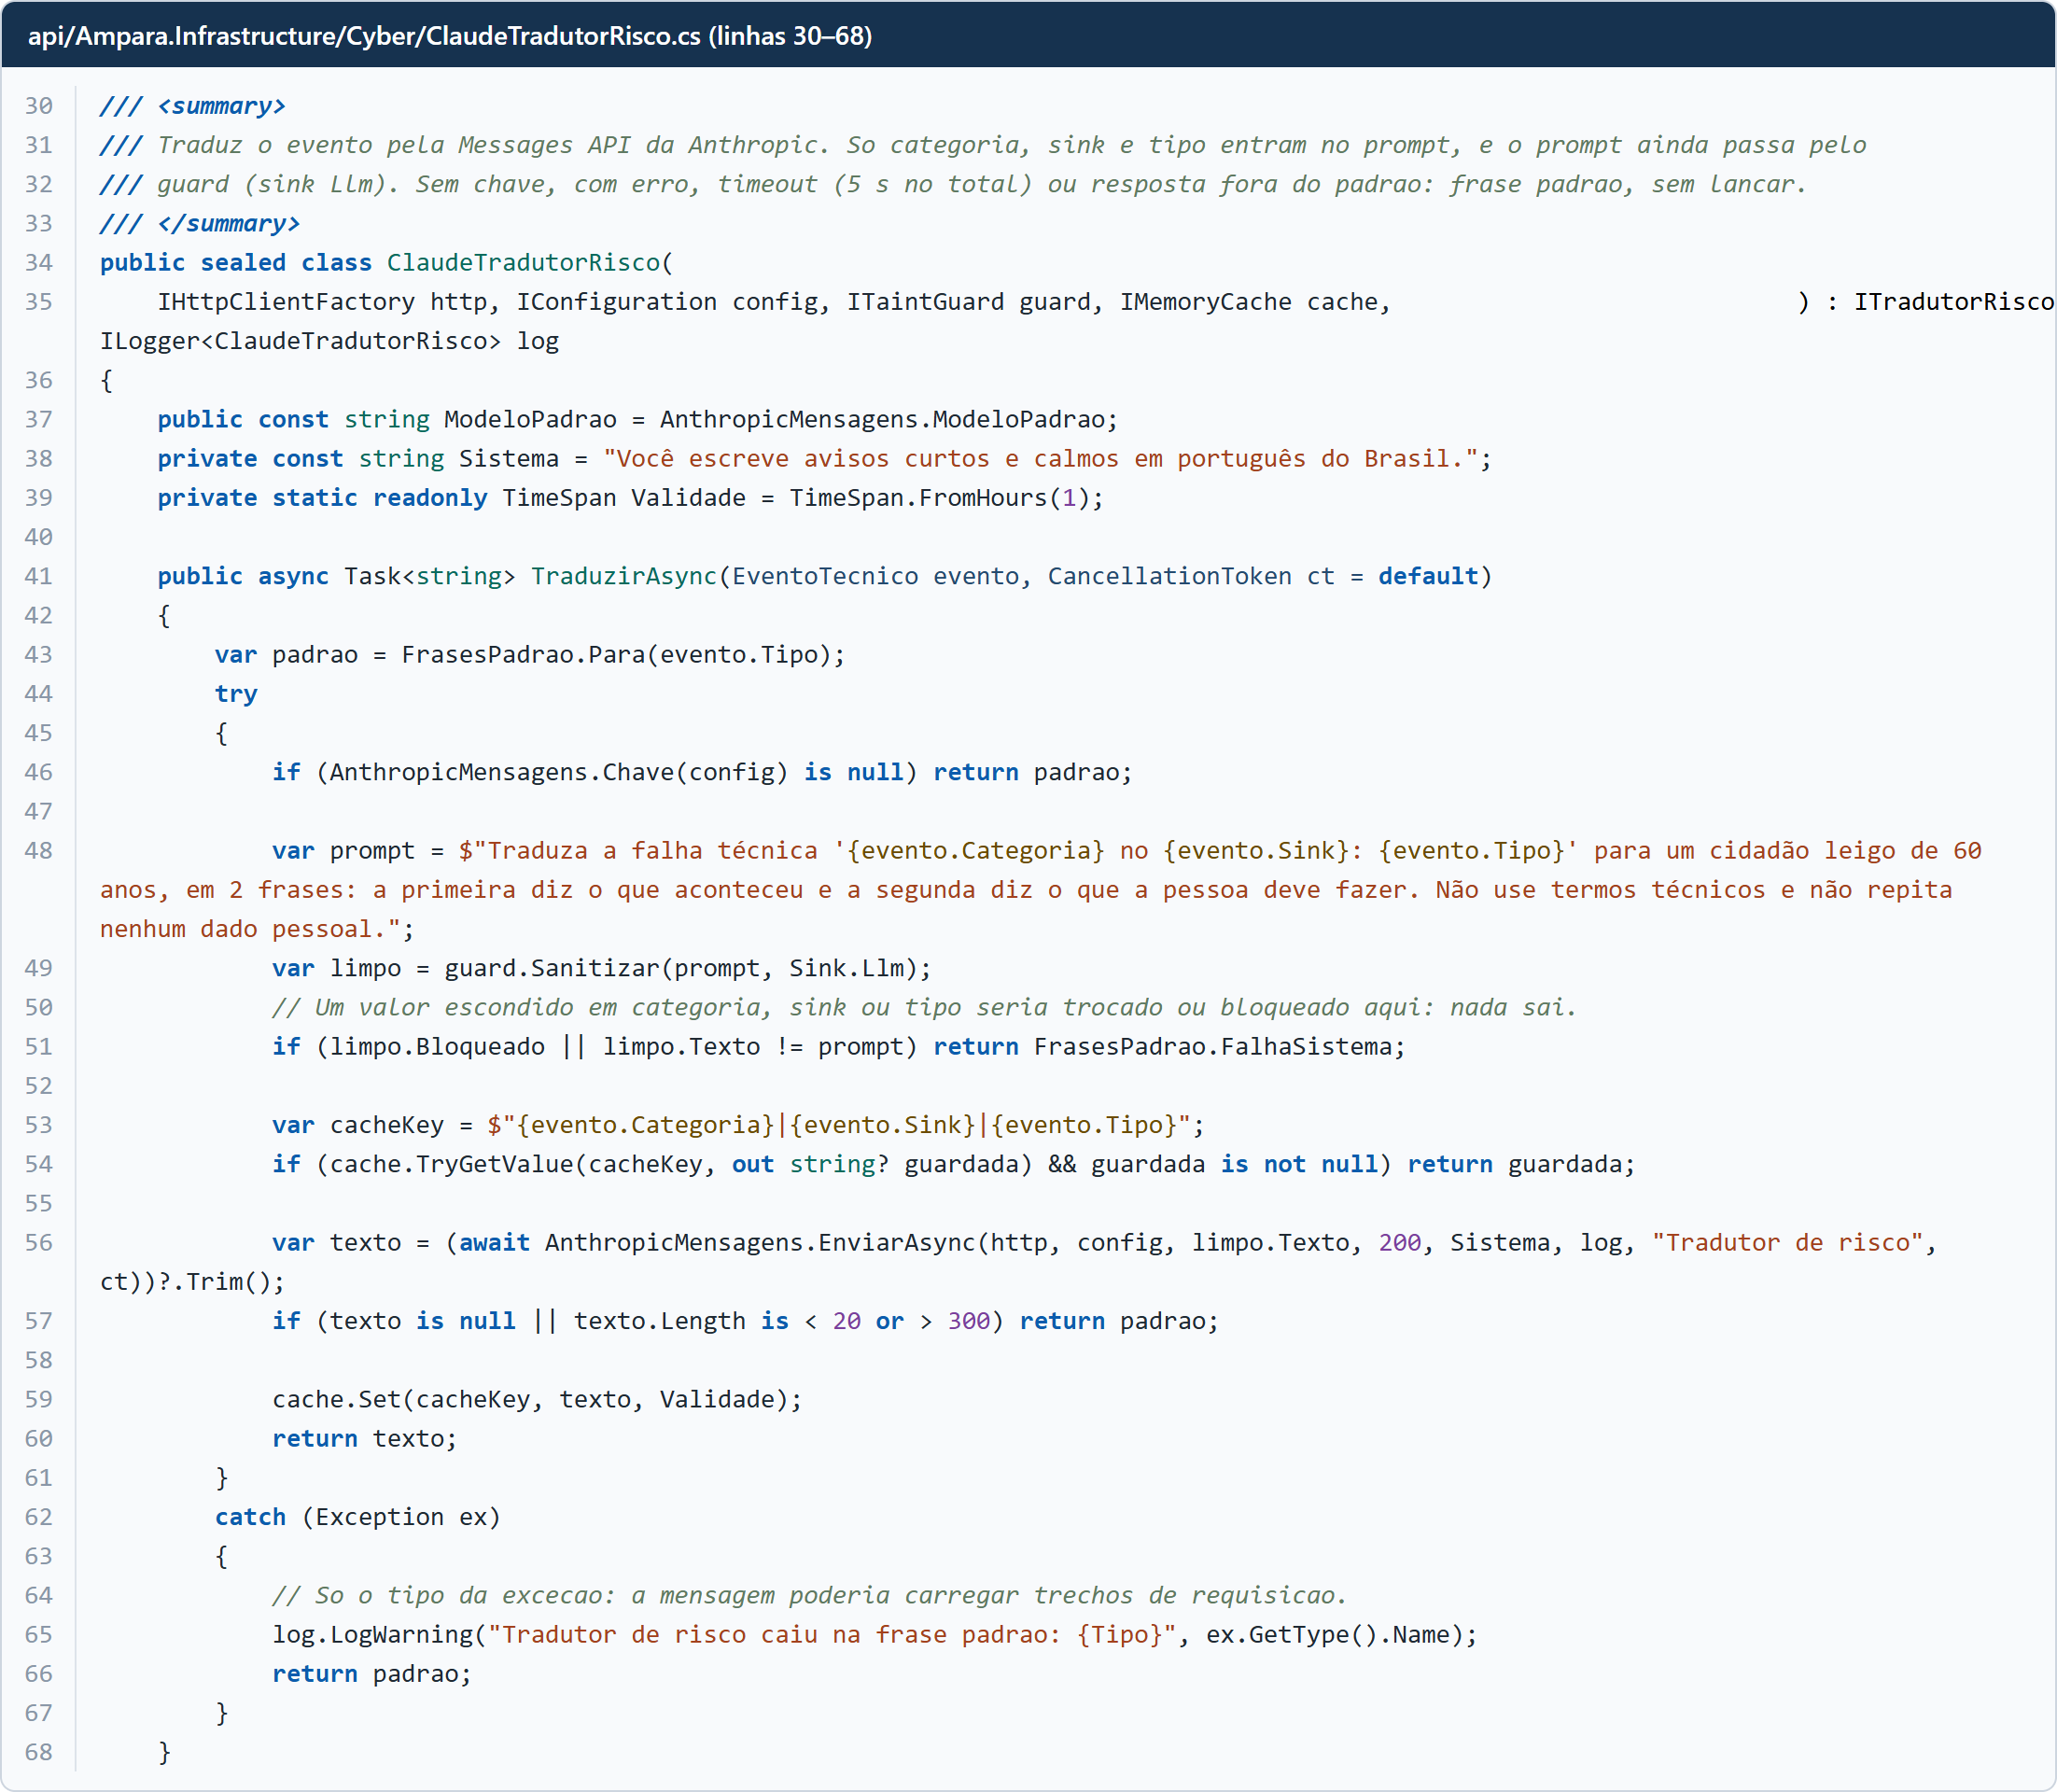 api/Ampara.Infrastructure/Cyber/ClaudeTradutorRisco.cs (linhas 30–68)
30 /// <summary>
31 /// Traduz o evento pela Messages API da Anthropic. So categoria, sink e tipo entram no prompt, e o prompt ainda passa pelo
32 /// guard (sink Llm). Sem chave, com erro, timeout (5 s no total) ou resposta fora do padrao: frase padrao, sem lancar.
33 /// </summary>
34 public sealed class ClaudeTradutorRisco(
35     IHttpClientFactory http, IConfiguration config, ITaintGuard guard, IMemoryCache cache, ) : ITradutorRisco
ILogger<ClaudeTradutorRisco> log
36 {
37     public const string ModeloPadrao = AnthropicMensagens.ModeloPadrao;
38     private const string Sistema = "Você escreve avisos curtos e calmos em português do Brasil.";
39     private static readonly TimeSpan Validade = TimeSpan.FromHours(1);
40
41     public async Task<string> TraduzirAsync(EventoTecnico evento, CancellationToken ct = default)
42     {
43         var padrao = FrasesPadrao.Para(evento.Tipo);
44         try
45         {
46             if (AnthropicMensagens.Chave(config) is null) return padrao;
47
48             var prompt = $"Traduza a falha técnica '{evento.Categoria} no {evento.Sink}: {evento.Tipo}' para um cidadão leigo de 60
anos, em 2 frases: a primeira diz o que aconteceu e a segunda diz o que a pessoa deve fazer. Não use termos técnicos e não repita
nenhum dado pessoal.";
49             var limpo = guard.Sanitizar(prompt, Sink.Llm);
50             // Um valor escondido em categoria, sink ou tipo seria trocado ou bloqueado aqui: nada sai.
51             if (limpo.Bloqueado || limpo.Texto != prompt) return FrasesPadrao.FalhaSistema;
52
53             var cacheKey = $"{evento.Categoria}|{evento.Sink}|{evento.Tipo}";
54             if (cache.TryGetValue(cacheKey, out string? guardada) && guardada is not null) return guardada;
55
56             var texto = (await AnthropicMensagens.EnviarAsync(http, config, limpo.Texto, 200, Sistema, log, "Tradutor de risco",
ct))?.Trim();
57             if (texto is null || texto.Length is < 20 or > 300) return padrao;
58
59             cache.Set(cacheKey, texto, Validade);
60             return texto;
61         }
62         catch (Exception ex)
63         {
64             // So o tipo da excecao: a mensagem poderia carregar trechos de requisicao.
65             log.LogWarning("Tradutor de risco caiu na frase padrao: {Tipo}", ex.GetType().Name);
66             return padrao;
67         }
68     }